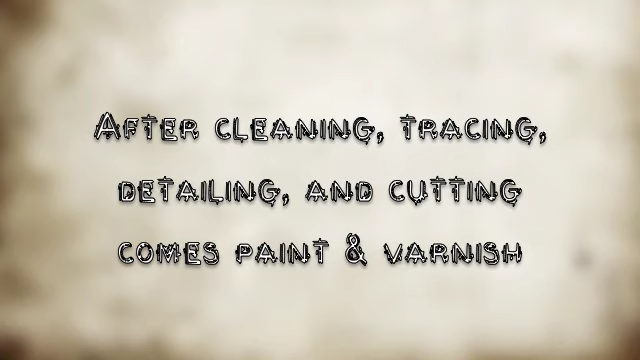 After cleaning, tracing,
detailing, and cutting
comes paint & varnish